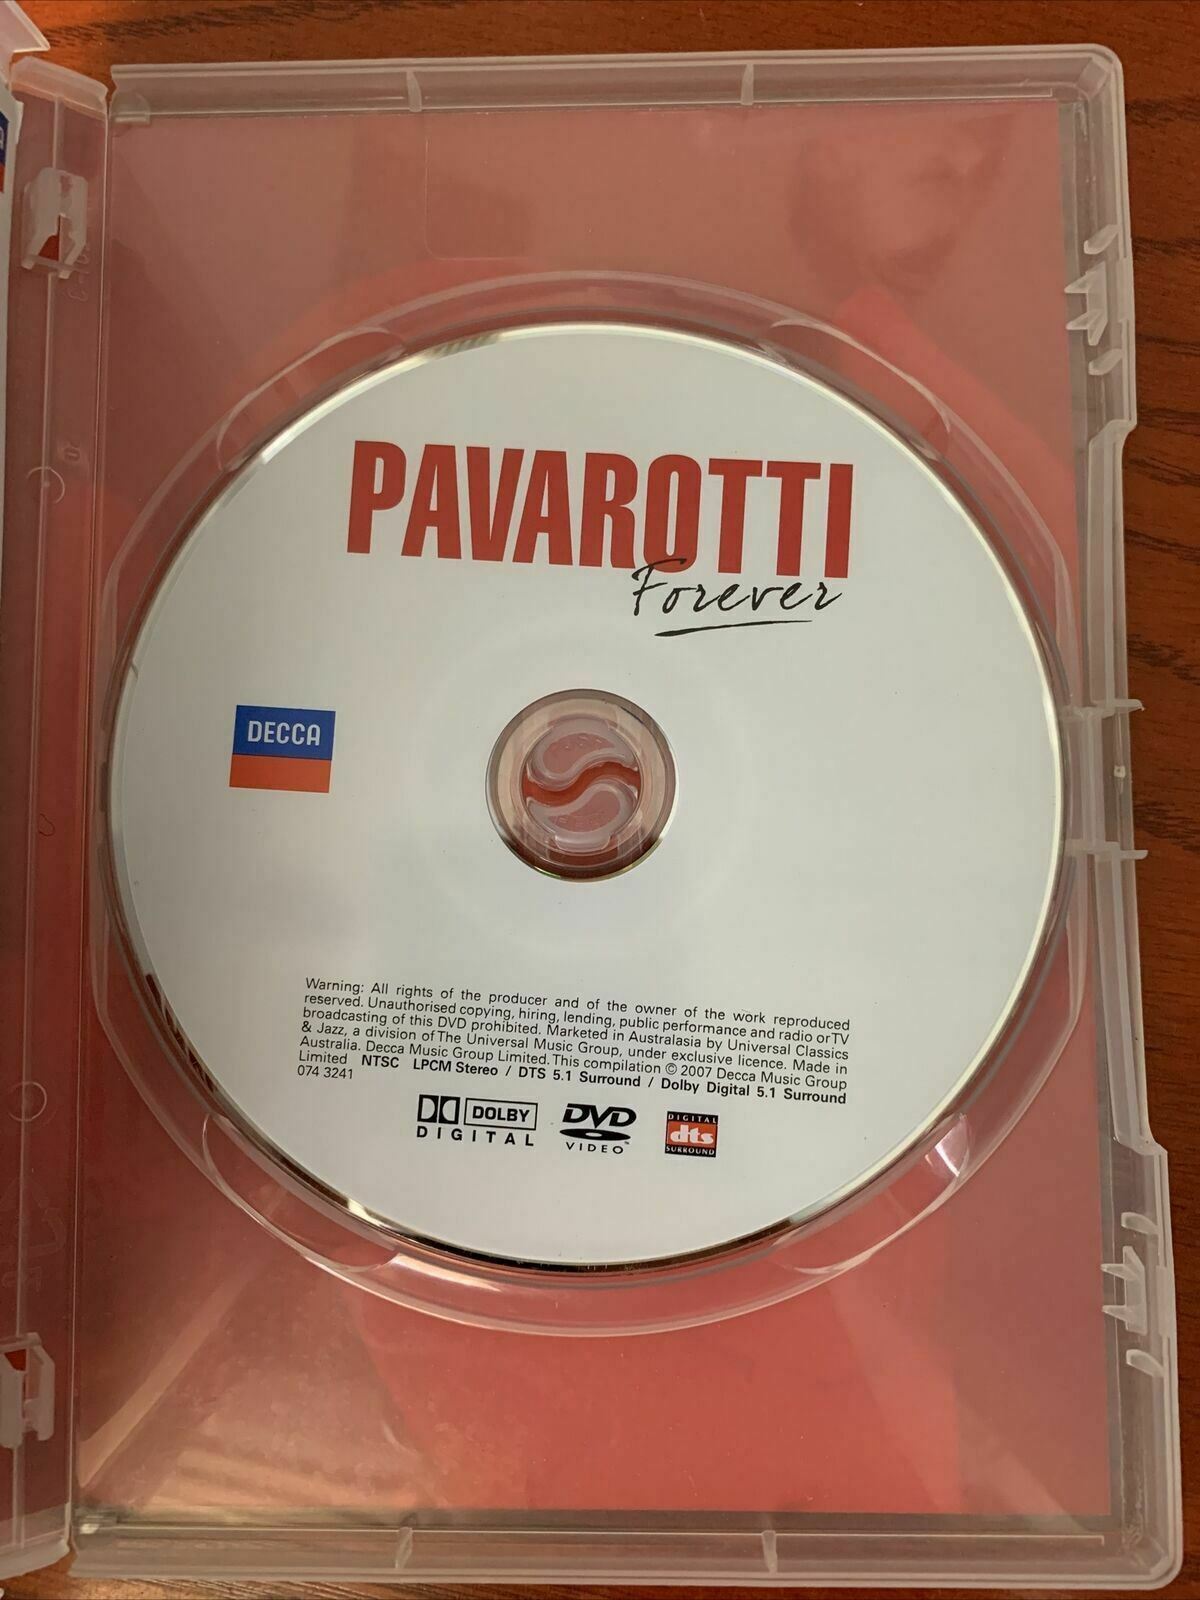 PAVAROTTI
Forever
DECCA
Warning: All rights of the producer and of the owner of the work reproduced
reserved. Unauthorised copying, hiring, lending, public performance and radio or TV
broadcasting of this DVD prohibited. Marketed in Australasia by Universal Classics
& Jazz, a division of The Universal Music Group, under exclusive licence. Made in
Australia. Decca Music Group Limited. This compilation © 2007 Decca Music Group
Limited NTSC LPCM Stereo / DTS 5.1 Surround / Dolby Digital 5.1 Surround
074 3241
DOLBY
DIGITAL
DVD
VIDEO™
DIGITAL
dts
SURROUND